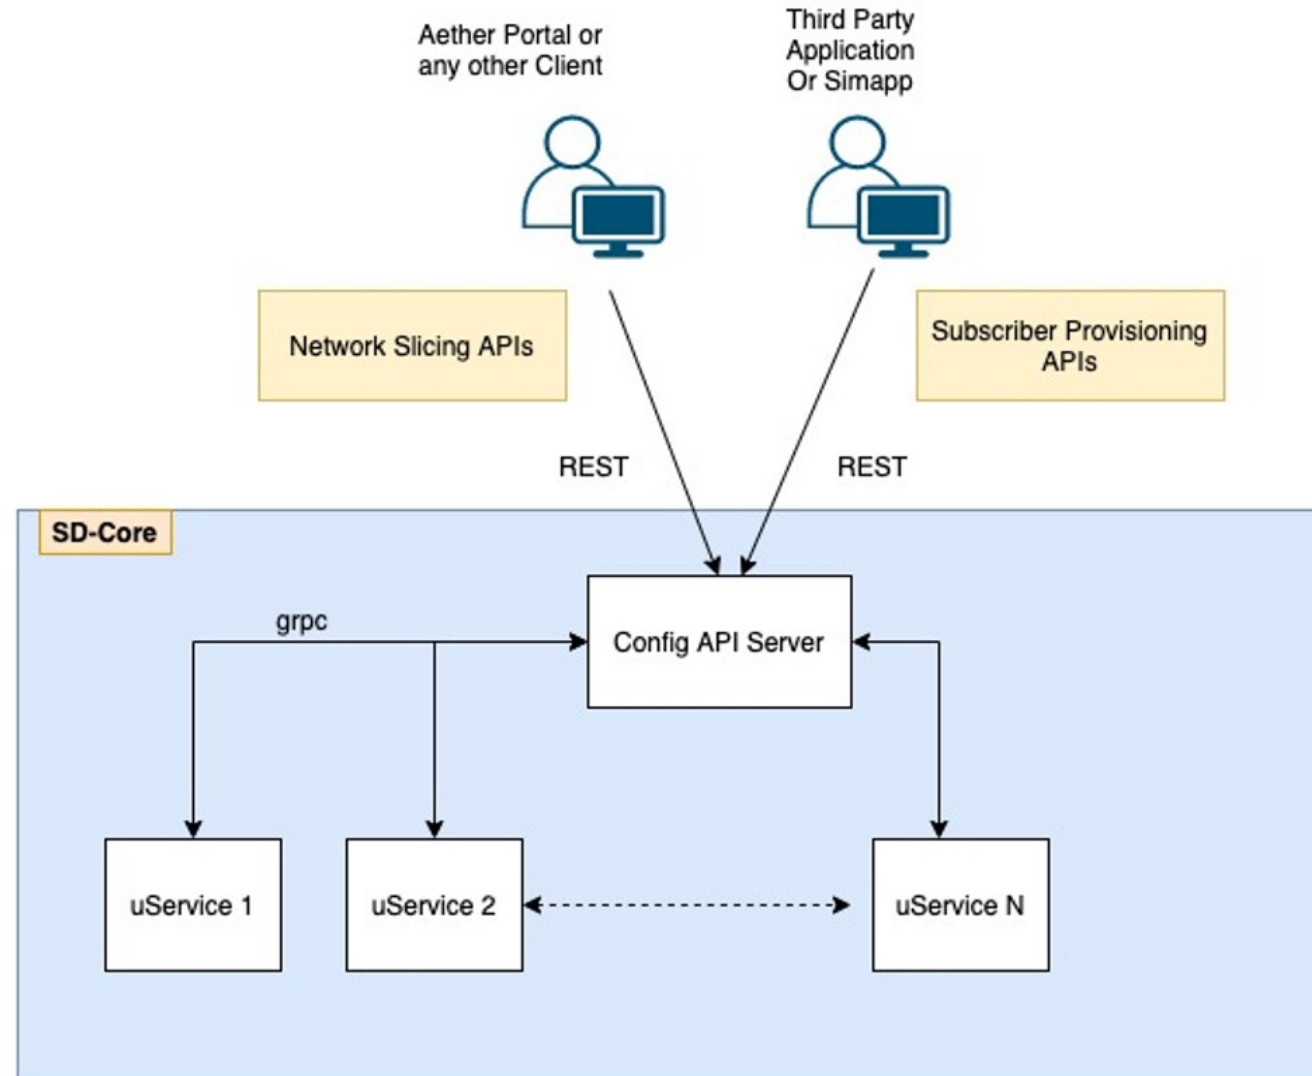 Aether Portal or
any other Client
Third Party
Application
Or Simapp
Network Slicing APIs
Subscriber Provisioning
APIs
REST
REST
SD-Core
grpc
Config API Server
uService 1
uService 2
uService N